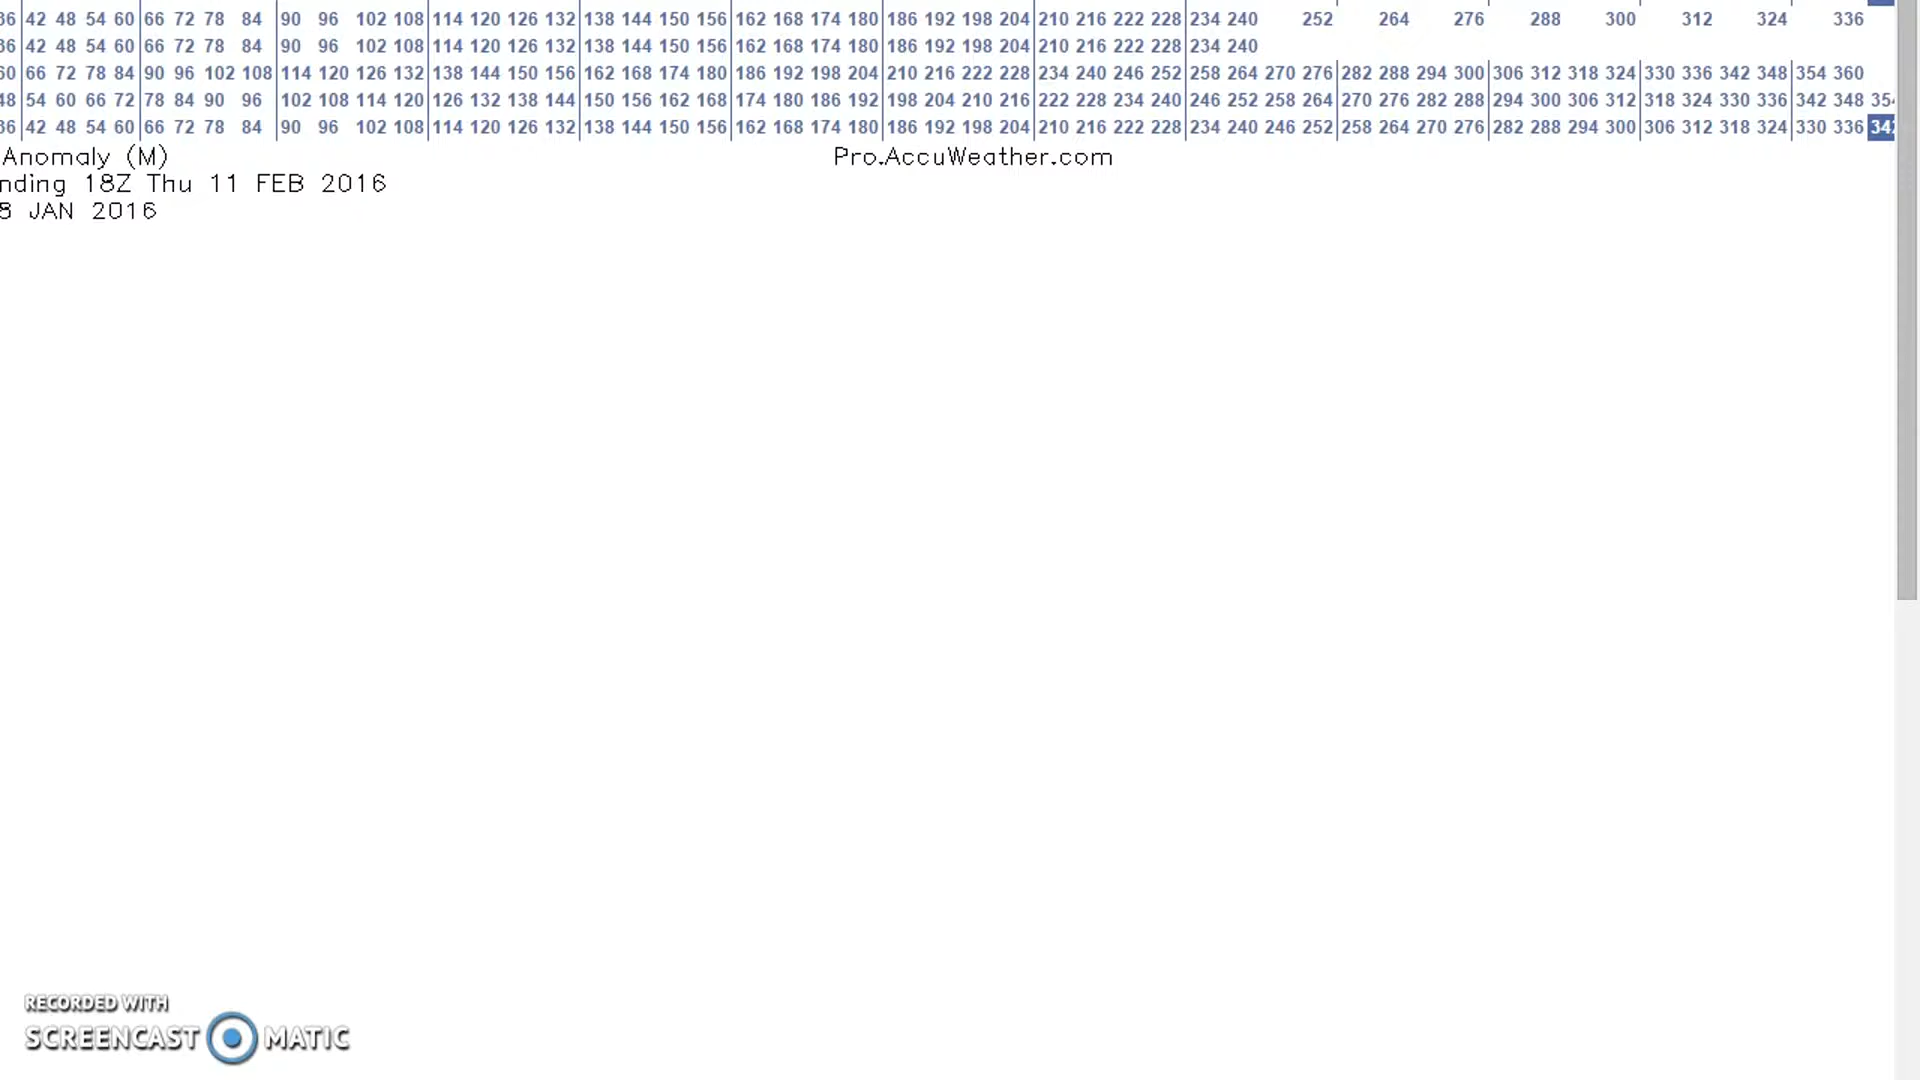 36 42 48 54 60 66 72 78 84 90 96 102 108 114 120 126 132 138 144 150 156 162 168 174 180 186 192 198 204 210 216 222 228 234 240 252 264 276 288 300 312 324 336
36 42 48 54 60 66 72 78 84 90 96 102 108 114 120 126 132 138 144 150 156 162 168 174 180 186 192 198 204 210 216 222 228 234 240
60 66 72 78 84 90 96 102 108 114 120 126 132 138 144 150 156 162 168 174 180 186 192 198 204 210 216 222 228 234 240 246 252 258 264 270 276 282 288 294 300 306 312 318 324 330 336 342 348 354 360
48 54 60 66 72 78 84 90 96 102 108 114 120 126 132 138 144 150 156 162 168 174 180 186 192 198 204 210 216 222 228 234 240 246 252 258 264 270 276 282 288 294 300 306 312 318 324 330 336 342 348 354
36 42 48 54 60 66 72 78 84 90 96 102 108 114 120 126 132 138 144 150 156 162 168 174 180 186 192 198 204 210 216 222 228 234 240 246 252 258 264 270 276 282 288 294 300 306 312 318 324 330 336 342
Anomaly (M) Pro.AccuWeather.com
nding 18Z Thu 11 FEB 2016
8 JAN 2016
RECORDED WITH
SCREENCAST MATIC